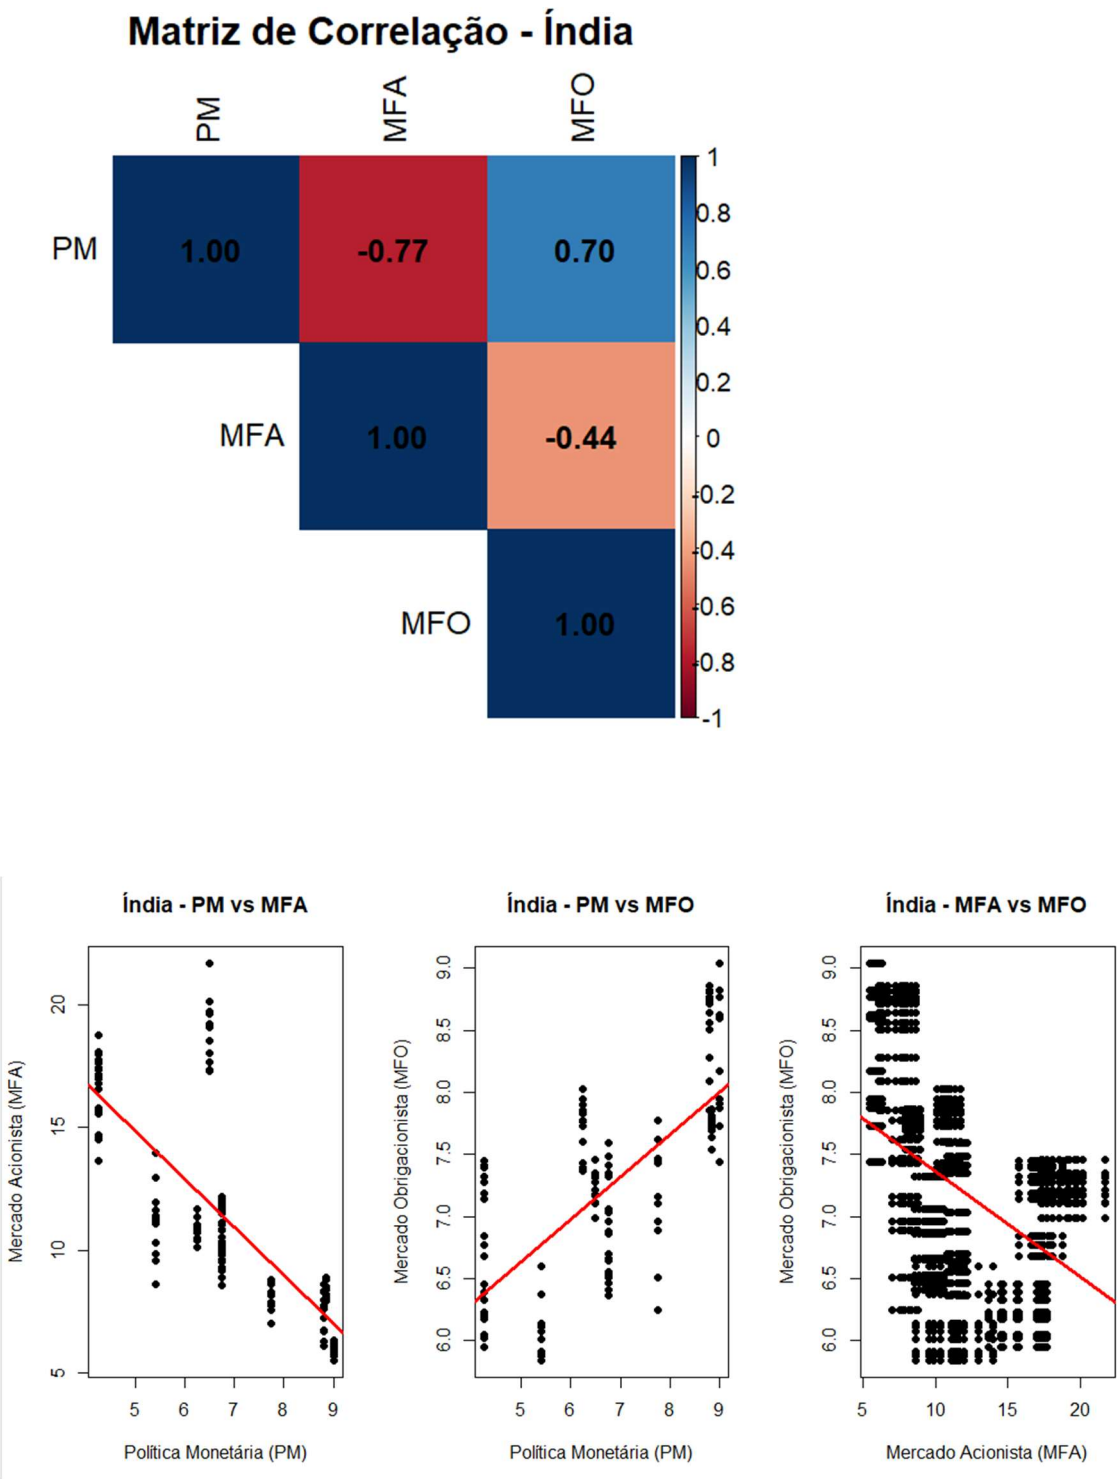 Matriz de Correlação - Índia
PM
MFA
MFO
PM
1.00
-0.77
0.70
MFA
1.00
-0.44
MFO
1.00
1
0.8
0.6
0.4
0.2
0
-0.2
-0.4
-0.6
-0.8
-1
Índia - PM vs MFA
Mercado Acionista (MFA)
20
15
10
5
5 6 7 8 9
Política Monetária (PM)
Índia - PM vs MFO
Mercado Obrigacionista (MFO)
9.0
8.5
8.0
7.5
7.0
6.5
6.0
5 6 7 8 9
Política Monetária (PM)
Índia - MFA vs MFO
Mercado Obrigacionista (MFO)
9.0
8.5
8.0
7.5
7.0
6.5
6.0
5 10 15 20
Mercado Acionista (MFA)